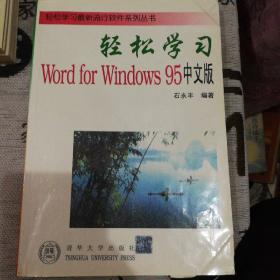 轻松学习最新流行软件系列丛书
轻松学习
Word for Windows 95中文版
石永丰 编著
清华大学出版社
TSINGHUA UNIVERSITY PRESS